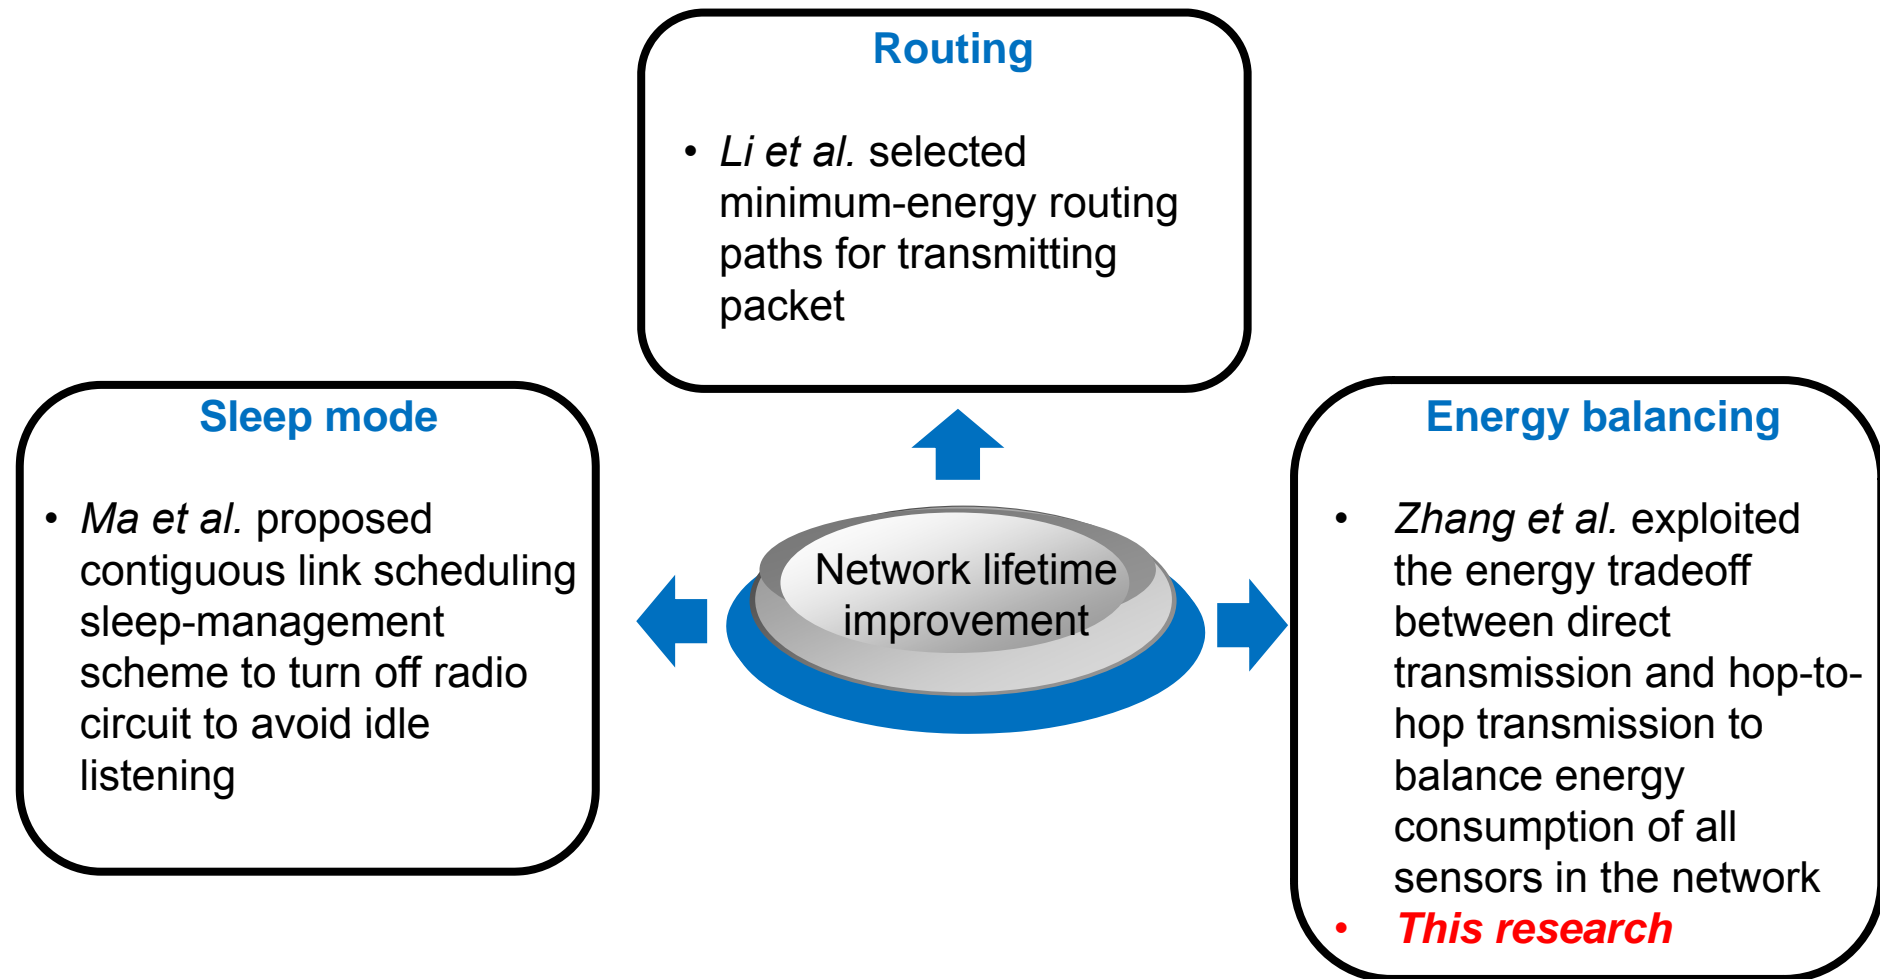 Routing
• Li et al. selected
minimum-energy routing
paths for transmitting
packet
Sleep mode
• Ma et al. proposed
contiguous link scheduling
sleep-management
scheme to turn off radio
circuit to avoid idle
listening
Network lifetime
improvement
Energy balancing
• Zhang et al. exploited
the energy tradeoff
between direct
transmission and hop-to-
hop transmission to
balance energy
consumption of all
sensors in the network
• This research